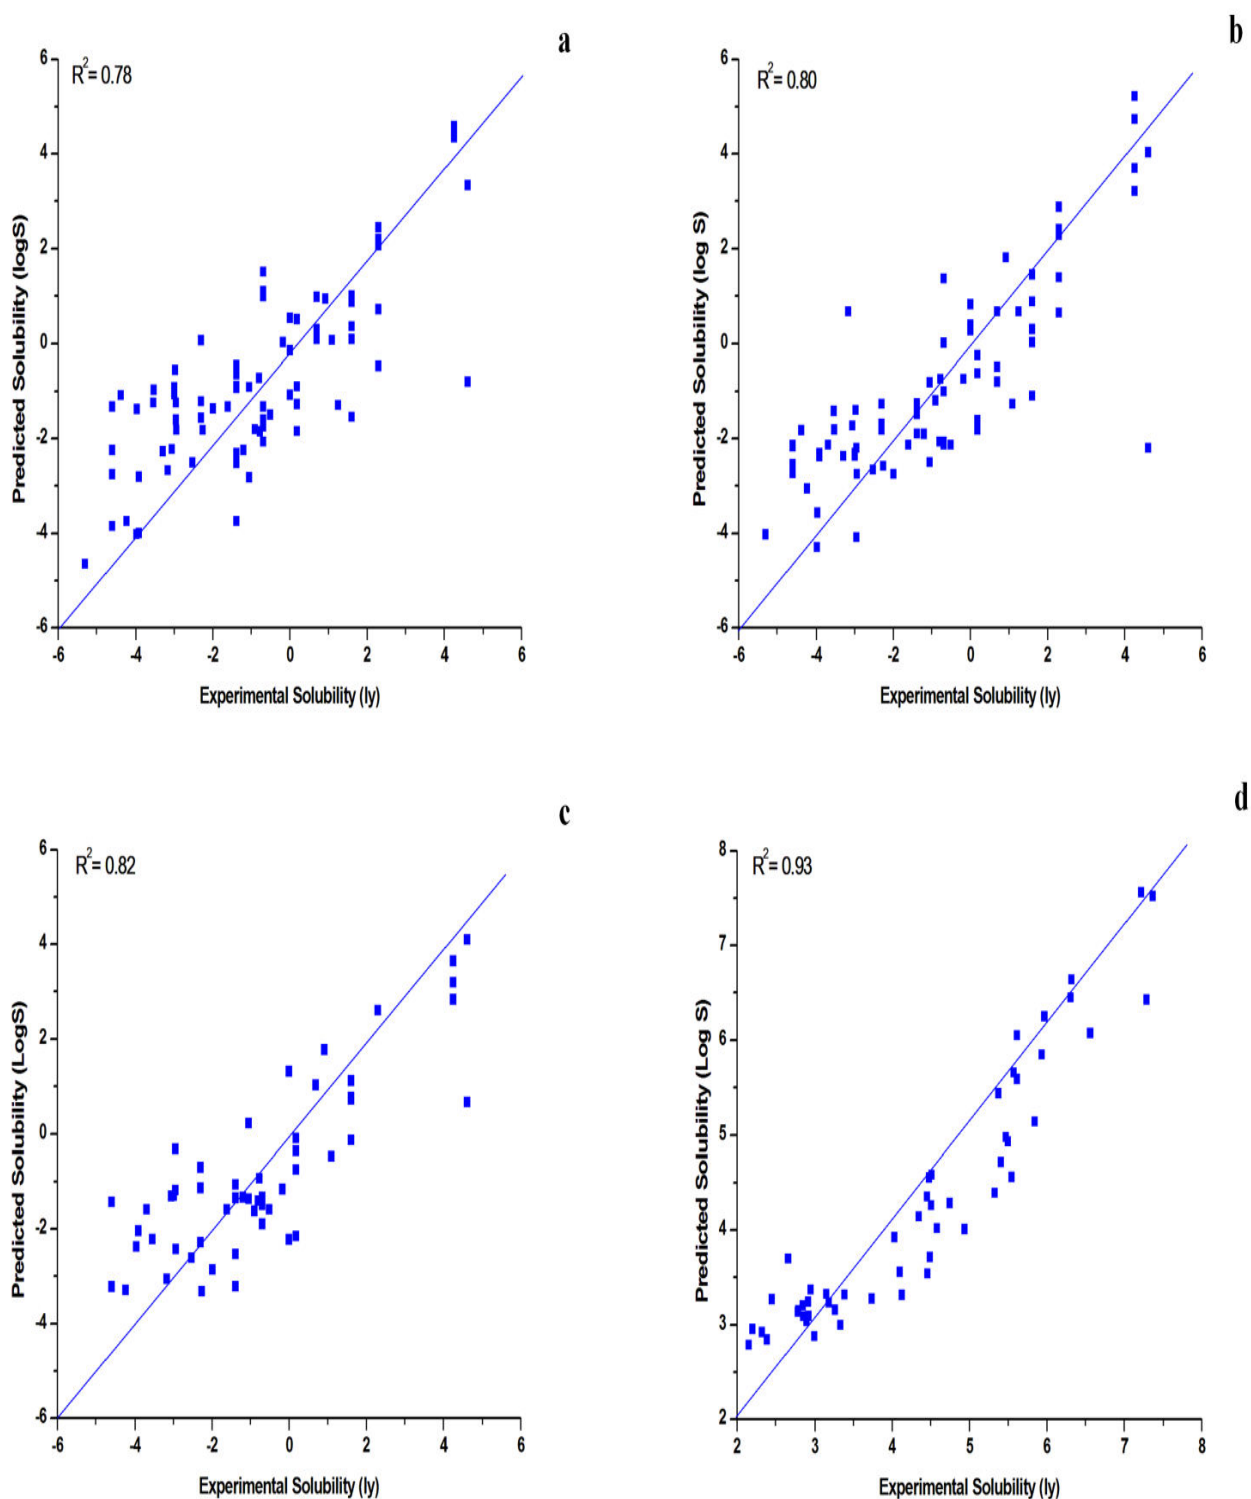 a
R²= 0.78
6
4
2
0
-2
-4
-6
Predicted Solubility (logS)
-6 -4 -2 0 2 4 6
Experimental Solubility (ly)
b
R²= 0.80
6
4
2
0
-2
-4
-6
Predicted Solubility (log S)
-6 -4 -2 0 2 4 6
Experimental Solubility (ly)
c
R²= 0.82
6
4
2
0
-2
-4
-6
Predicted Solubility (LogS)
-6 -4 -2 0 2 4 6
Experimental Solubility (ly)
d
R²= 0.93
8
7
6
5
4
3
2
Predicted Solubility (Log S)
2 3 4 5 6 7 8
Experimental Solubility (ly)